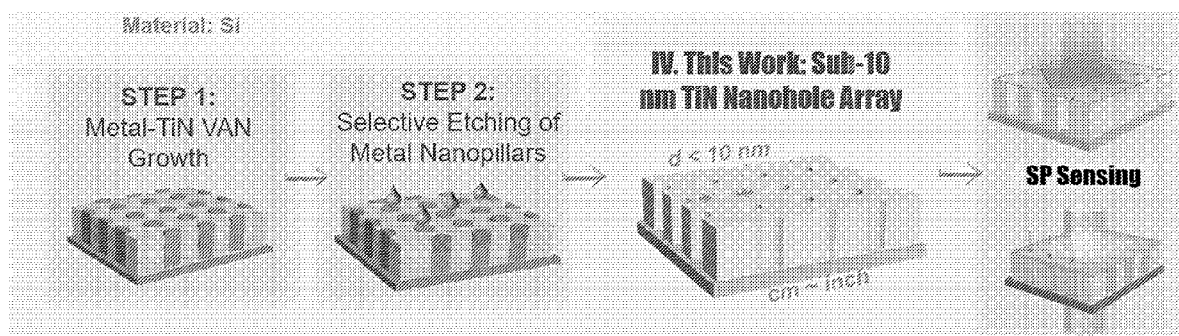 Material: Si
STEP 1:
Metal-TiN VAN
Growth
STEP 2:
Selective Etching of
Metal Nanopillars
IV. This Work: Sub-10
nm TiN Nanohole Array
d < 10 nm
cm ~ inch
SP Sensing